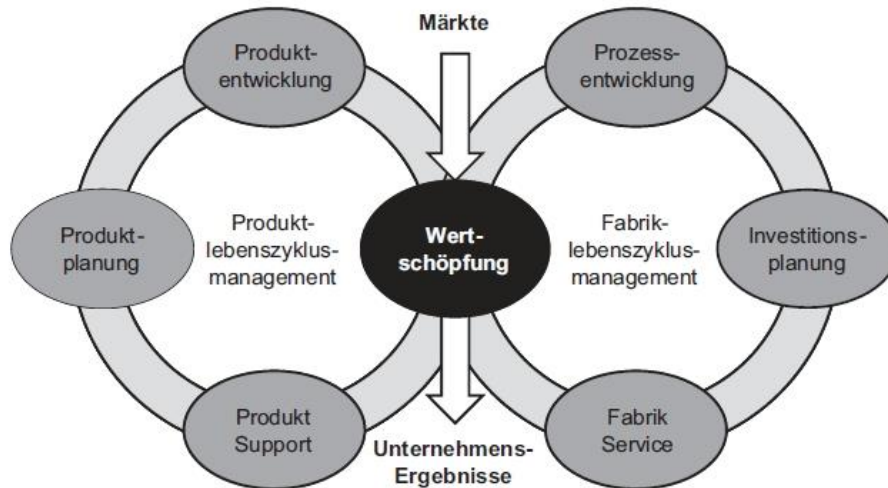 Märkte
Produkt-
entwicklung
Prozess-
entwicklung
Produkt-
planung
Produkt-
lebenszyklus-
management
Wert-
schöpfung
Fabrik-
lebenszyklus-
management
Investitions-
planung
Produkt
Support
Fabrik
Service
Unternehmens-
Ergebnisse